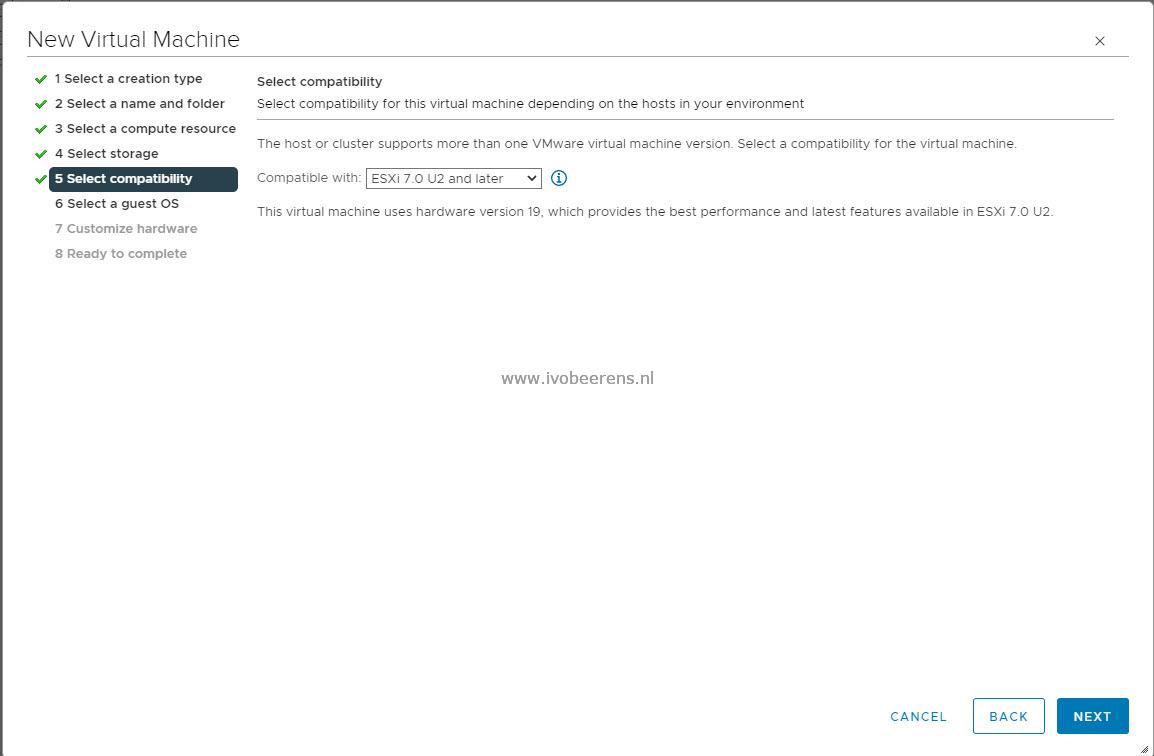 New Virtual Machine
1 Select a creation type
2 Select a name and folder
3 Select a compute resource
4 Select storage
5 Select compatibility
6 Select a guest OS
7 Customize hardware
8 Ready to complete
Select compatibility
Select compatibility for this virtual machine depending on the hosts in your environment
The host or cluster supports more than one VMware virtual machine version. Select a compatibility for the virtual machine.
Compatible with: ESXi 7.0 U2 and later
This virtual machine uses hardware version 19, which provides the best performance and latest features available in ESXi 7.0 U2.
www.ivobeerens.nl
CANCEL BACK NEXT